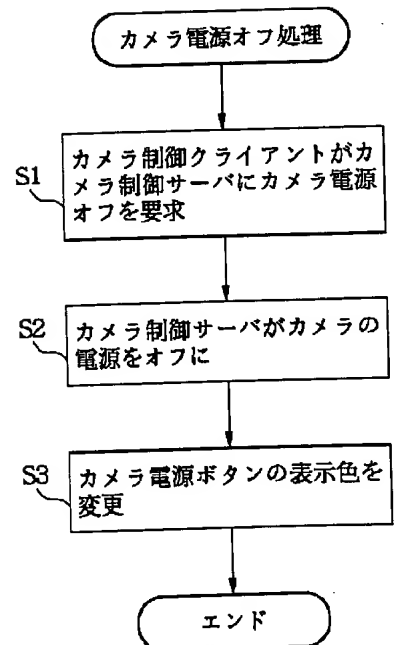 カメラ電源オフ処理
S1
カメラ制御クライアントがカ
メラ制御サーバにカメラ電源
オフを要求
S2
カメラ制御サーバがカメラの
電源をオフに
S3
カメラ電源ボタンの表示色を
変更
エンド